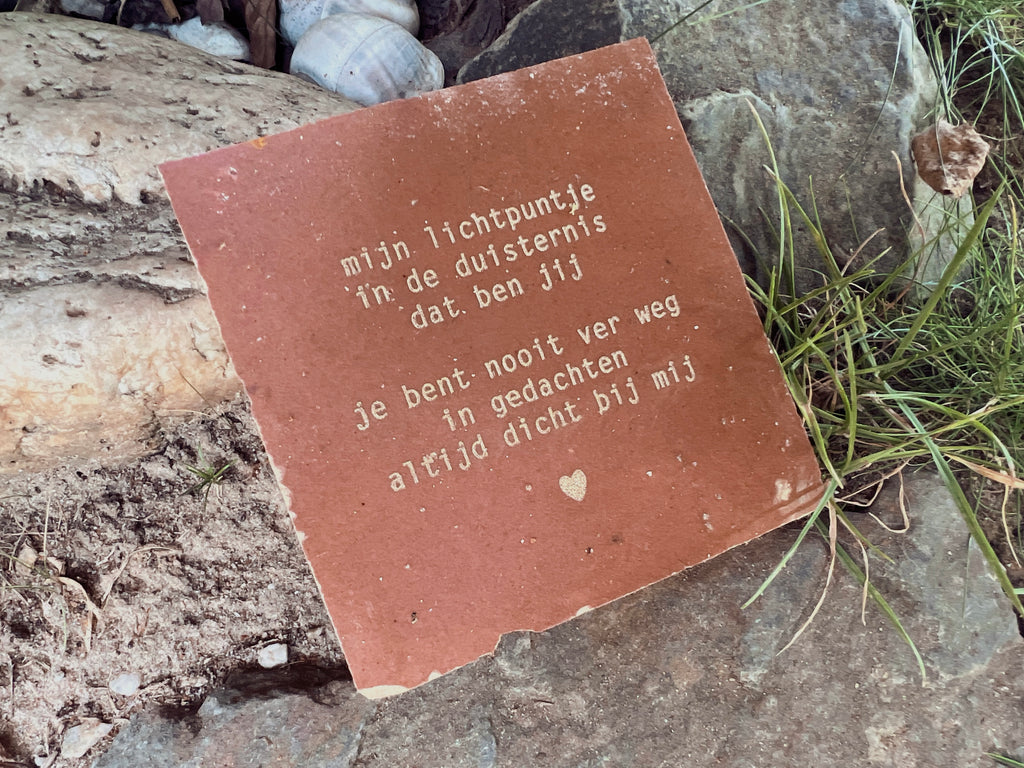 mijn lichtpuntje
in de duisternis
dat ben jij
je bent nooit ver weg
in gedachten
altijd dicht bij mij